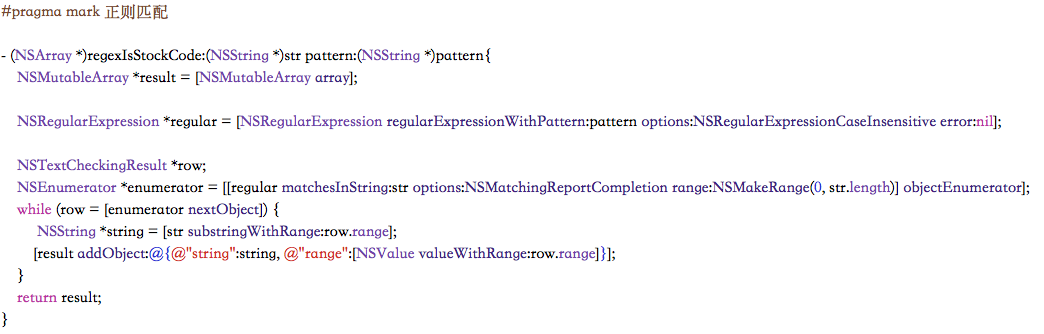 #pragma mark 正则匹配
- (NSArray *)regexIsStockCode:(NSString *)str pattern:(NSString *)pattern{
NSMutableArray *result = [NSMutableArray array];
NSRegularExpression *regular = [NSRegularExpression regularExpressionWithPattern:pattern options:NSRegularExpressionCaseInsensitive error:nil];
NSTextCheckingResult *row;
NSEnumerator *enumerator = [[regular matchesInString:str options:NSMatchingReportCompletion range:NSMakeRange(0, str.length)] objectEnumerator];
while (row = [enumerator nextObject]) {
NSString *string = [str substringWithRange:row.range];
[result addObject:@{@"string":string, @"range":[NSValue valueWithRange:row.range]}];
}
return result;
}